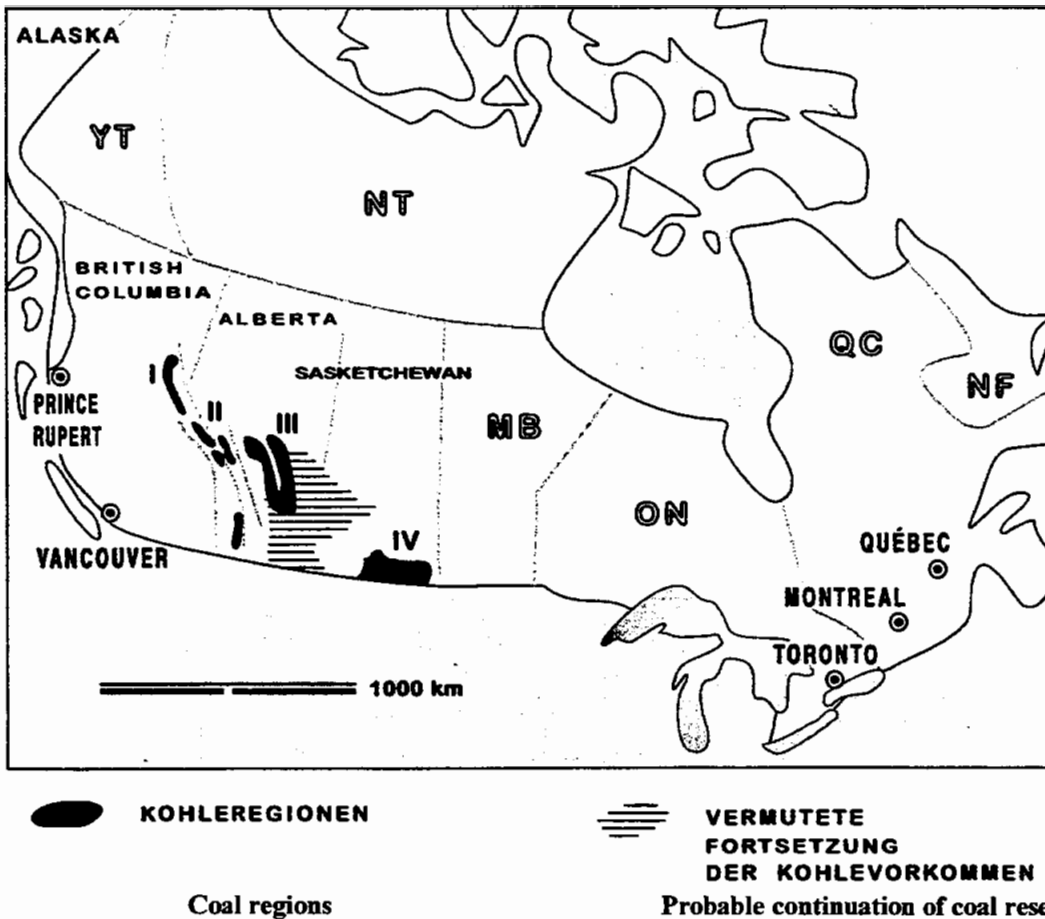 ALASKA
YT
NT
BRITISH
COLUMBIA
ALBERTA
SASKETCHEWAN
QC
NF
I
PRINCE
RUPERT
II
III
MB
ON
VANCOUVER
IV
QUÉBEC
MONTREAL
TORONTO
1000 km
KOHLEREGIONEN
VERMUTETE
FORTSETZUNG
DER KOHLEVORKOMMEN
Coal regions
Probable continuation of coal rese